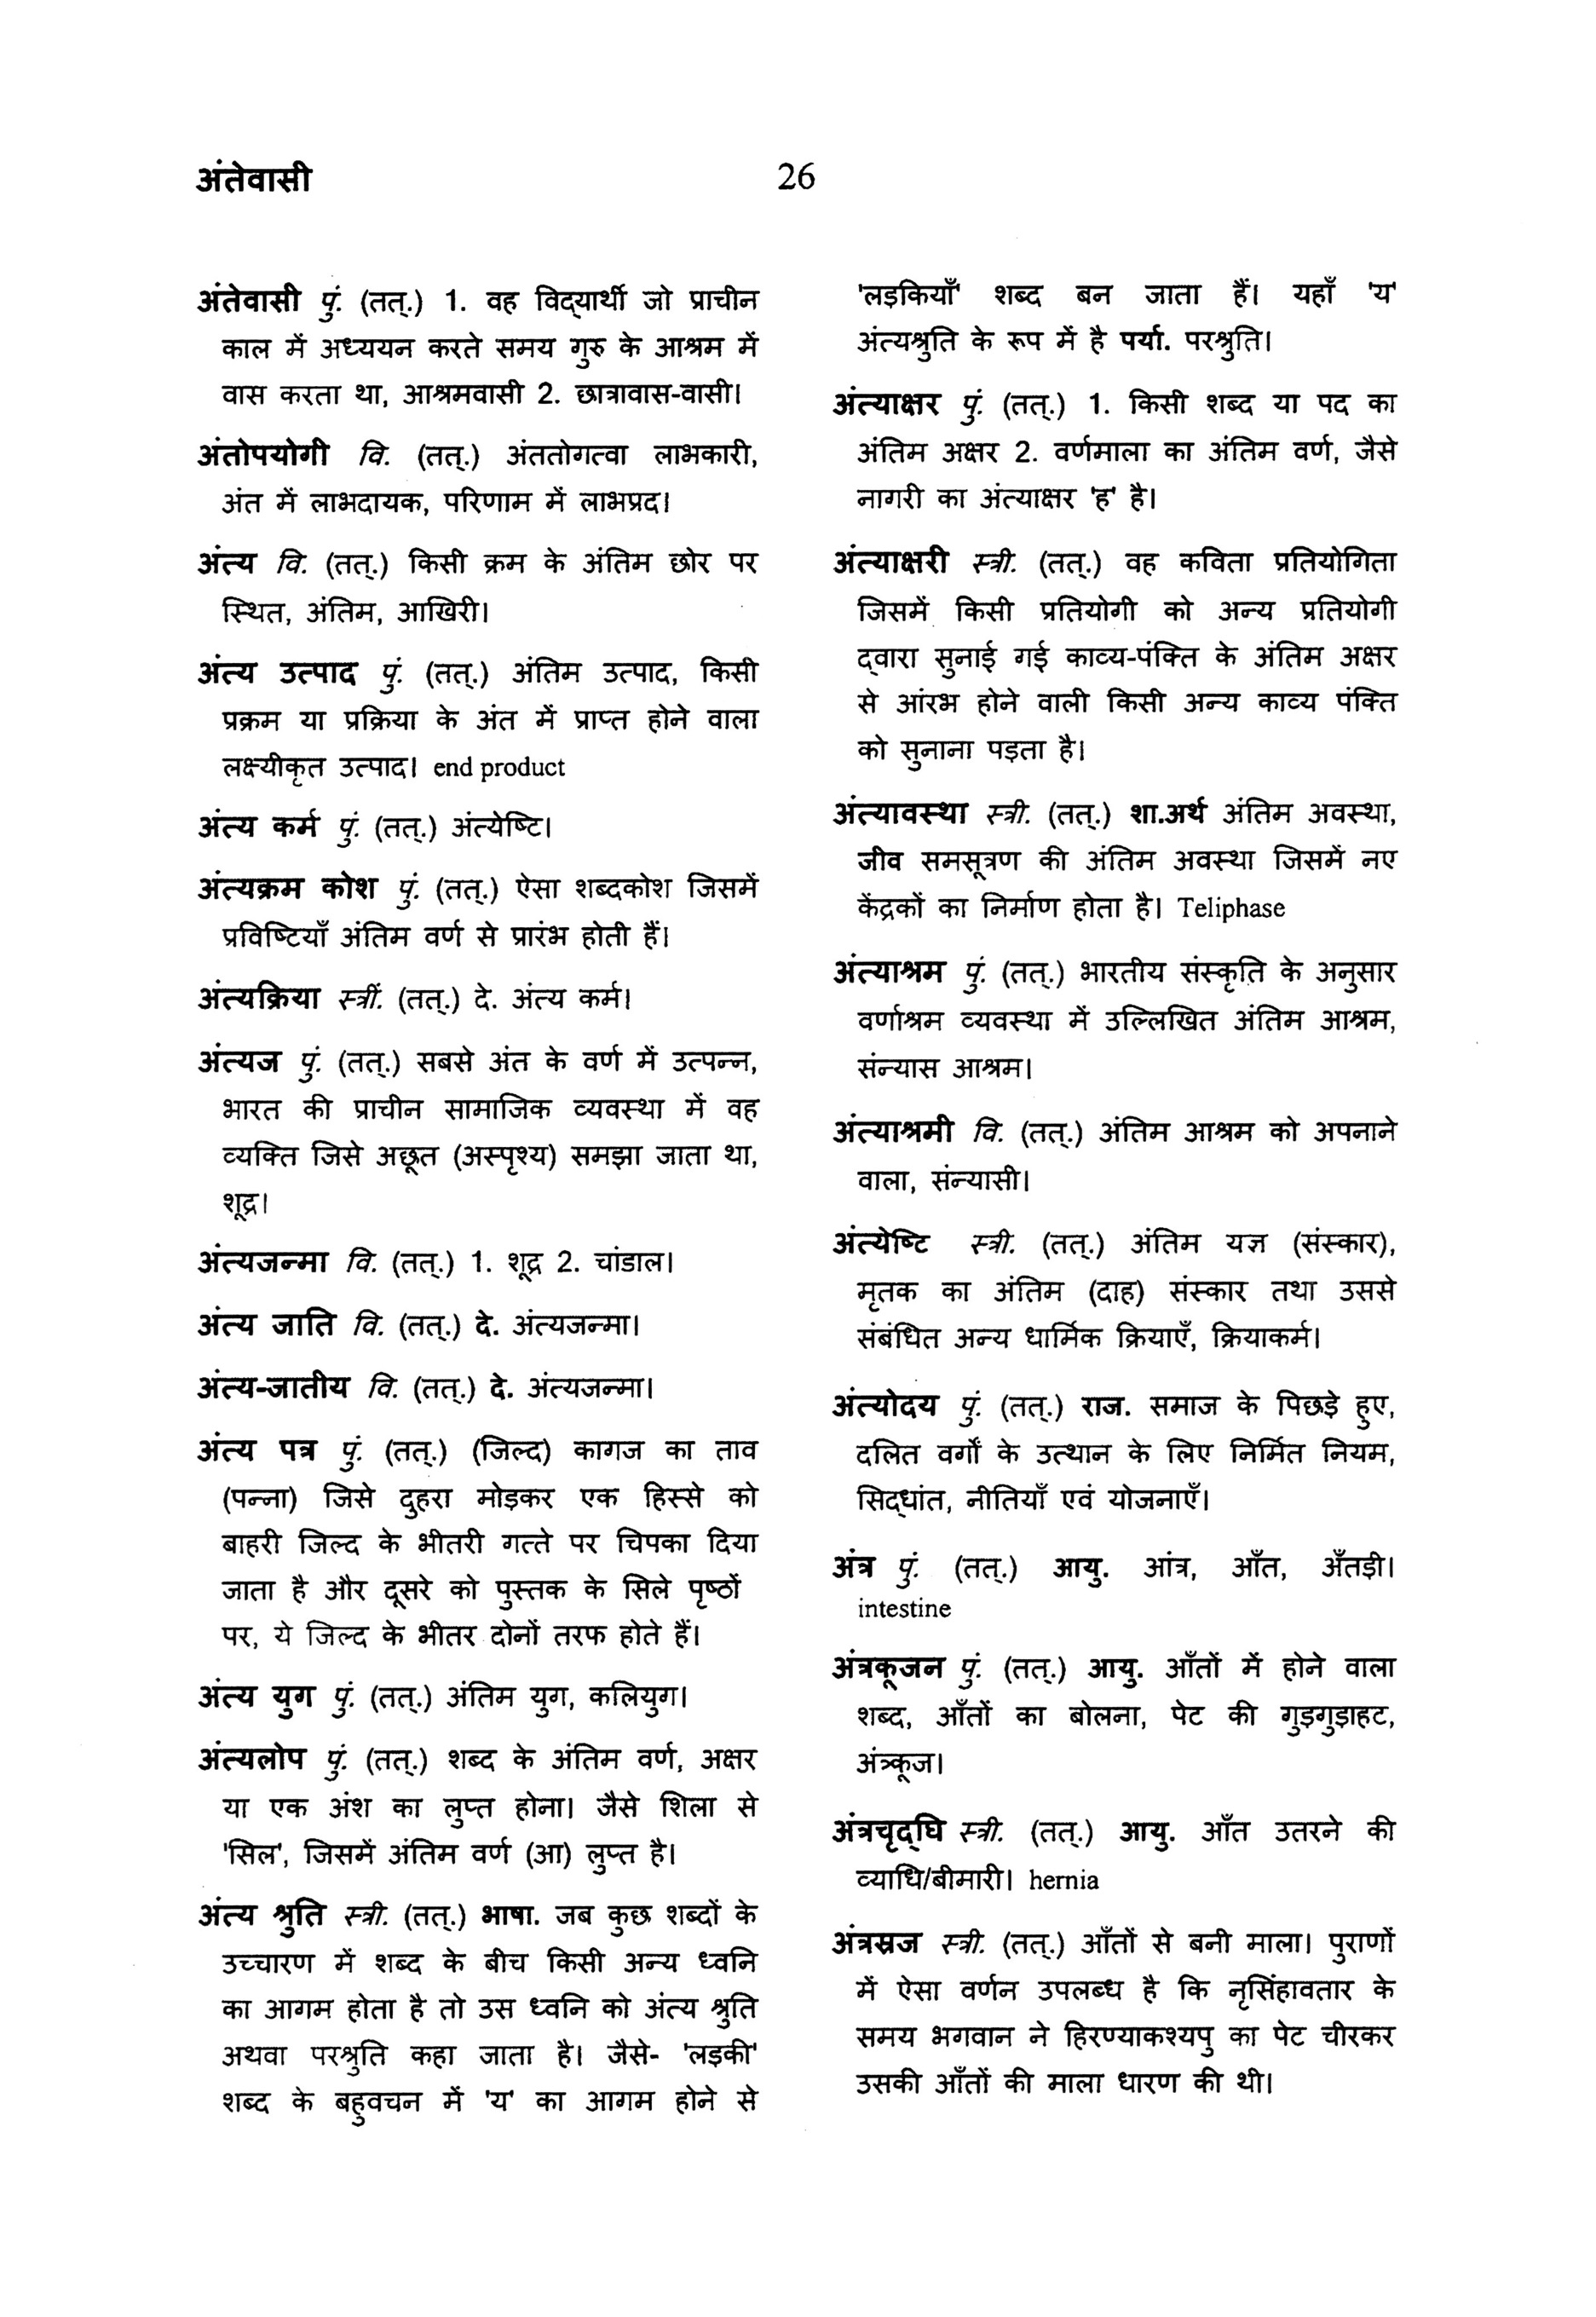 अंतेवासी
26
अंतेवासी पुं. (तत्.) 1. वह विद्‌यार्थी जो प्राचीन
काल में अध्ययन करते समय गुरु के आश्रम में
वास करता था, आश्रमवासी 2. छात्रावास-वासी।
अंतोपयोगी वि. (तत्.) अंततोगत्वा लाभकारी,
अंत में लाभदायक, परिणाम में लाभप्रद।
अंत्य वि. (तत्.) किसी क्रम के अंतिम छोर पर
स्थित, अंतिम, आखिरी।
अंत्य उत्पाद पुं. (तत्.) अंतिम उत्पाद, किसी
प्रक्रम या प्रक्रिया के अंत में प्राप्त होने वाला
लक्ष्यीकृत उत्पाद। end product
अंत्य कर्म पुं. (तत्.) अंत्येष्टि।
अंत्यक्रम कोश पुं. (तत्.) ऐसा शब्दकोश जिसमें
प्रविष्टियाँ अंतिम वर्ण से प्रारंभ होती हैं।
अंत्यक्रिया स्त्रीं. (तत्.) दे. अंत्य कर्म।
अंत्यज पुं. (तत्.) सबसे अंत के वर्ण में उत्पन्न,
भारत की प्राचीन सामाजिक व्यवस्था में वह
व्यक्ति जिसे अछूत (अस्पृश्य) समझा जाता था,
शूद्र।
अंत्यजन्मा वि. (तत्.) 1. शूद्र 2. चांडाल।
अंत्य जाति वि. (तत्.) दे. अंत्यजन्मा।
अंत्य-जातीय वि. (तत्.) दे. अंत्यजन्मा।
अंत्य पत्र पुं. (तत्.) (जिल्द) कागज का ताव
(पन्ना) जिसे दुहरा मोड़कर एक हिस्से को
बाहरी जिल्द के भीतरी गत्ते पर चिपका दिया
जाता है और दूसरे को पुस्तक के सिले पृष्ठों
पर, ये जिल्द के भीतर दोनों तरफ होते हैं।
अंत्य युग पुं. (तत्.) अंतिम युग, कलियुग।
अंत्यलोप पुं. (तत्.) शब्द के अंतिम वर्ण, अक्षर
या एक अंश का लुप्त होना। जैसे शिला से
'सिल', जिसमें अंतिम वर्ण (आ) लुप्त है।
अंत्य श्रुति स्त्री. (तत्.) भाषा. जब कुछ शब्दों के
उच्चारण में शब्द के बीच किसी अन्य ध्वनि
का आगम होता है तो उस ध्वनि को अंत्य श्रुति
अथवा परश्रुति कहा जाता है। जैसे- 'लड़की'
शब्द के बहुवचन में 'य' का आगम होने से
'लड़कियाँ' शब्द बन जाता हैं। यहाँ 'य'
अंत्यश्रुति के रूप में है पर्या. परश्रुति।
अंत्याक्षर पुं. (तत्.) 1. किसी शब्द या पद का
अंतिम अक्षर 2. वर्णमाला का अंतिम वर्ण, जैसे
नागरी का अंत्याक्षर 'ह' है।
अंत्याक्षरी स्त्री. (तत्.) वह कविता प्रतियोगिता
जिसमें किसी प्रतियोगी को अन्य प्रतियोगी
द्‌वारा सुनाई गई काव्य-पंक्ति के अंतिम अक्षर
से आंरभ होने वाली किसी अन्य काव्य पंक्ति
को सुनाना पड़ता है।
अंत्यावस्था स्त्री. (तत्.) शा.अर्थ अंतिम अवस्था,
जीव समसूत्रण की अंतिम अवस्था जिसमें नए
केंद्रकों का निर्माण होता है। Teliphase
अंत्याश्रम पुं. (तत्.) भारतीय संस्कृति के अनुसार
वर्णाश्रम व्यवस्था में उल्लिखित अंतिम आश्रम,
संन्यास आश्रम।
अंत्याश्रमी वि. (तत्.) अंतिम आश्रम को अपनाने
वाला, संन्यासी।
अंत्येष्टि स्त्री. (तत्.) अंतिम यज्ञ (संस्कार),
मृतक का अंतिम (दाह) संस्कार तथा उससे
संबंधित अन्य धार्मिक क्रियाएँ, क्रियाकर्म।
अंत्योदय पुं. (तत्.) राज. समाज के पिछड़े हुए,
दलित वर्गों के उत्थान के लिए निर्मित नियम,
सिद्‌धांत, नीतियाँ एवं योजनाएँ।
अंत्र पुं. (तत्.) आयु. आंत्र, आँत, अँतड़ी।
intestine
अंत्रकूजन पुं. (तत्.) आयु. आँतों में होने वाला
शब्द, आँतों का बोलना, पेट की गुड़गुड़ाहट,
अंत्र्कूज।
अंत्रचृद्‌घि स्त्री. (तत्.) आयु. आँत उतरने की
व्याधि/बीमारी। hernia
अंत्रस्रज स्त्री. (तत्.) आँतों से बनी माला। पुराणों
में ऐसा वर्णन उपलब्ध है कि नृसिंहावतार के
समय भगवान ने हिरण्याकश्यपु का पेट चीरकर
उसकी आँतों की माला धारण की थी।